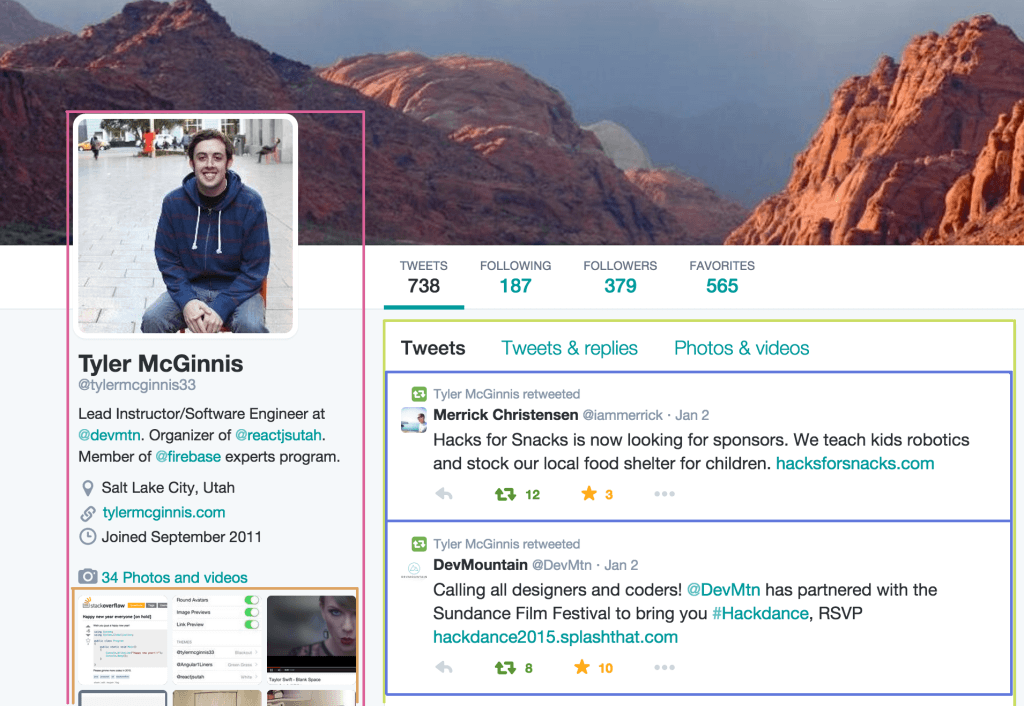 TWEETS
738
FOLLOWING
187
FOLLOWERS
379
FAVORITES
565
Tyler McGinnis
@tylermcginnis33
Lead Instructor/Software Engineer at
@devmtn. Organizer of @reactjsutah.
Member of @firebase experts program.
Salt Lake City, Utah
tylermcginnis.com
Joined September 2011
34 Photos and videos
stackoverflow
Happy new year everyone [on hold]
Round Avatars
Image Previews
Link Preview
THEMES
@tylermcginnis33
@Angular1Liners
@reactjsutah
White
Taylor Swift - Blank Space
Tweets
Tweets & replies
Photos & videos
Tyler McGinnis retweeted
Merrick Christensen @iammerrick · Jan 2
Hacks for Snacks is now looking for sponsors. We teach kids robotics
and stock our local food shelter for children. hacksforsnacks.com
12
3
Tyler McGinnis retweeted
DevMountain @DevMtn · Jan 2
Calling all designers and coders! @DevMtn has partnered with the
Sundance Film Festival to bring you #Hackdance, RSVP
hackdance2015.splashthat.com
8
10